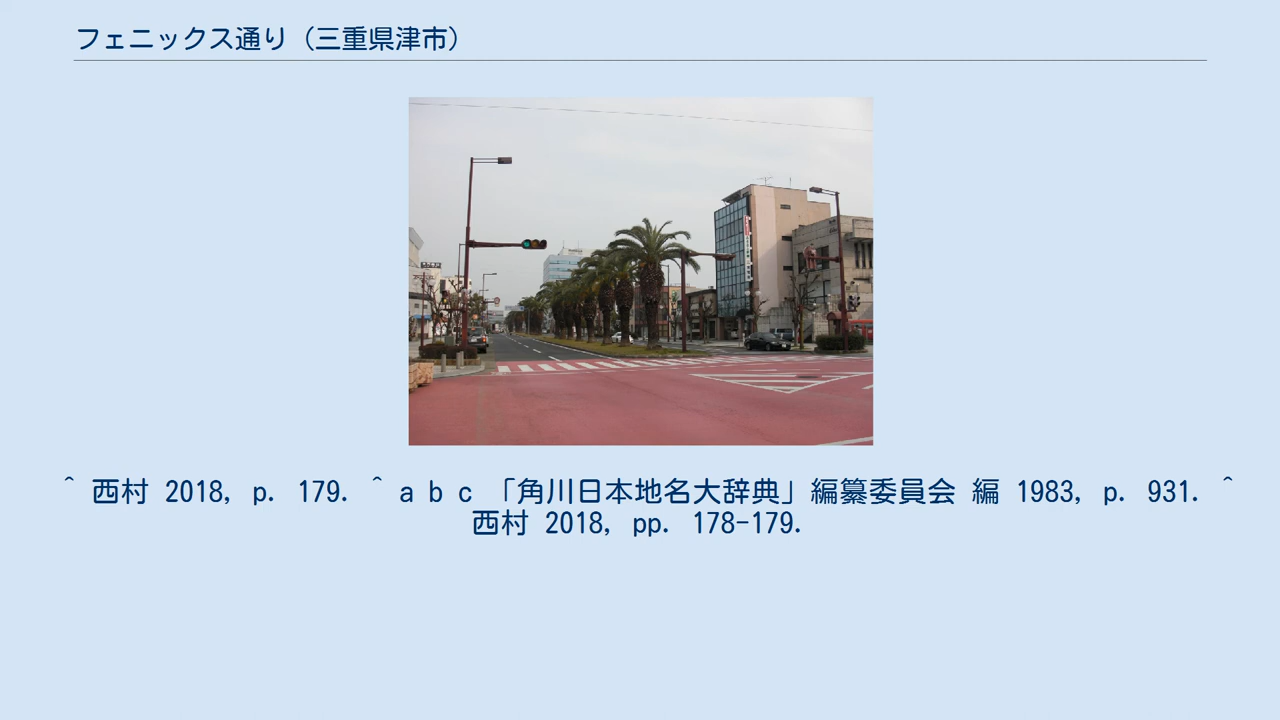 フェニックス通り（三重県津市）
^ 西村 2018, p. 179. ^ a b c 「角川日本地名大辞典」編纂委員会 編 1983, p. 931. ^
西村 2018, pp. 178-179.